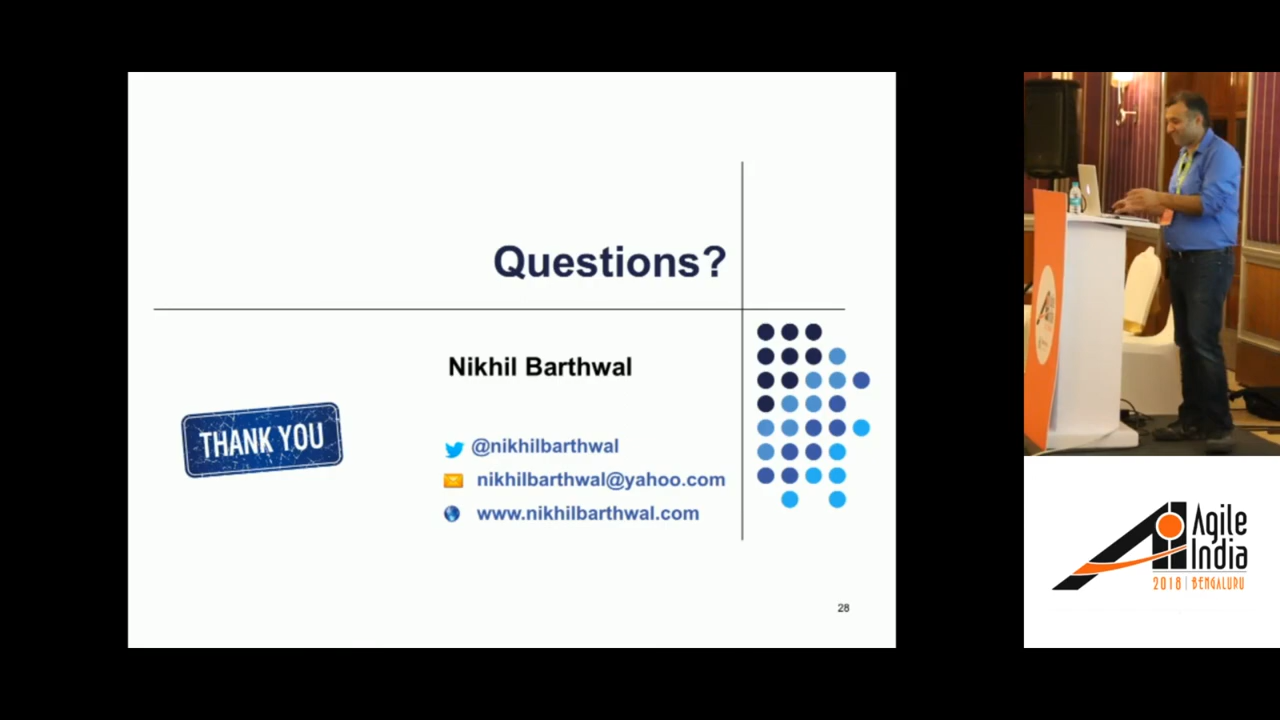 Questions?
Nikhil Barthwal
THANK YOU
@nikhilbarthwal
nikhilbarthwal@yahoo.com
www.nikhilbarthwal.com
28
Agile
India
2018 | BENGALURU